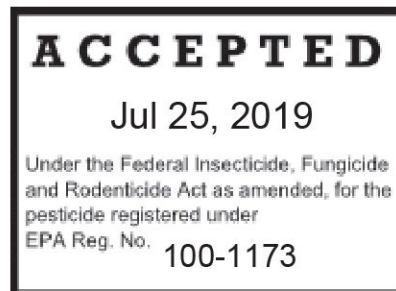 ACCEPTED
Jul 25, 2019
Under the Federal Insecticide, Fungicide
and Rodenticide Act as amended, for the
pesticide registered under
EPA Reg. No. 100-1173